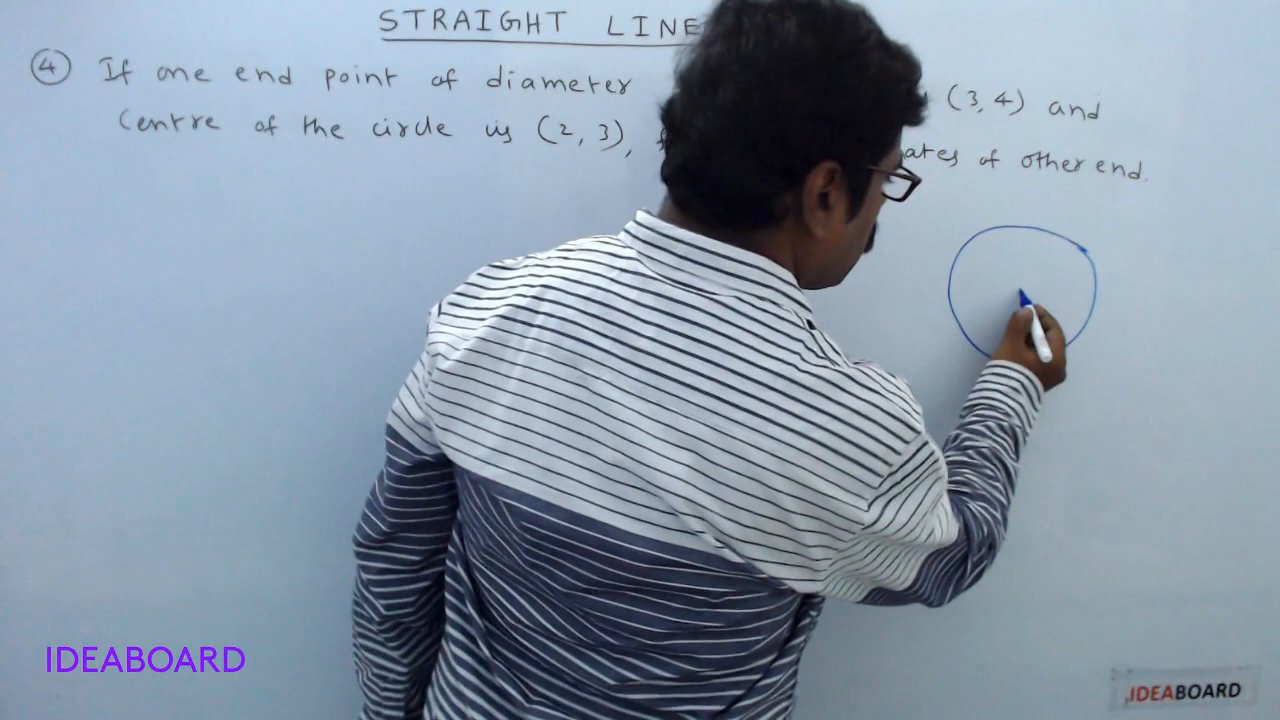 STRAIGHT LINE
4 If one end point of diameter (3, 4) and
Centre of the circle is (2, 3), ates of other end.
IDEABOARD
IDEABOARD